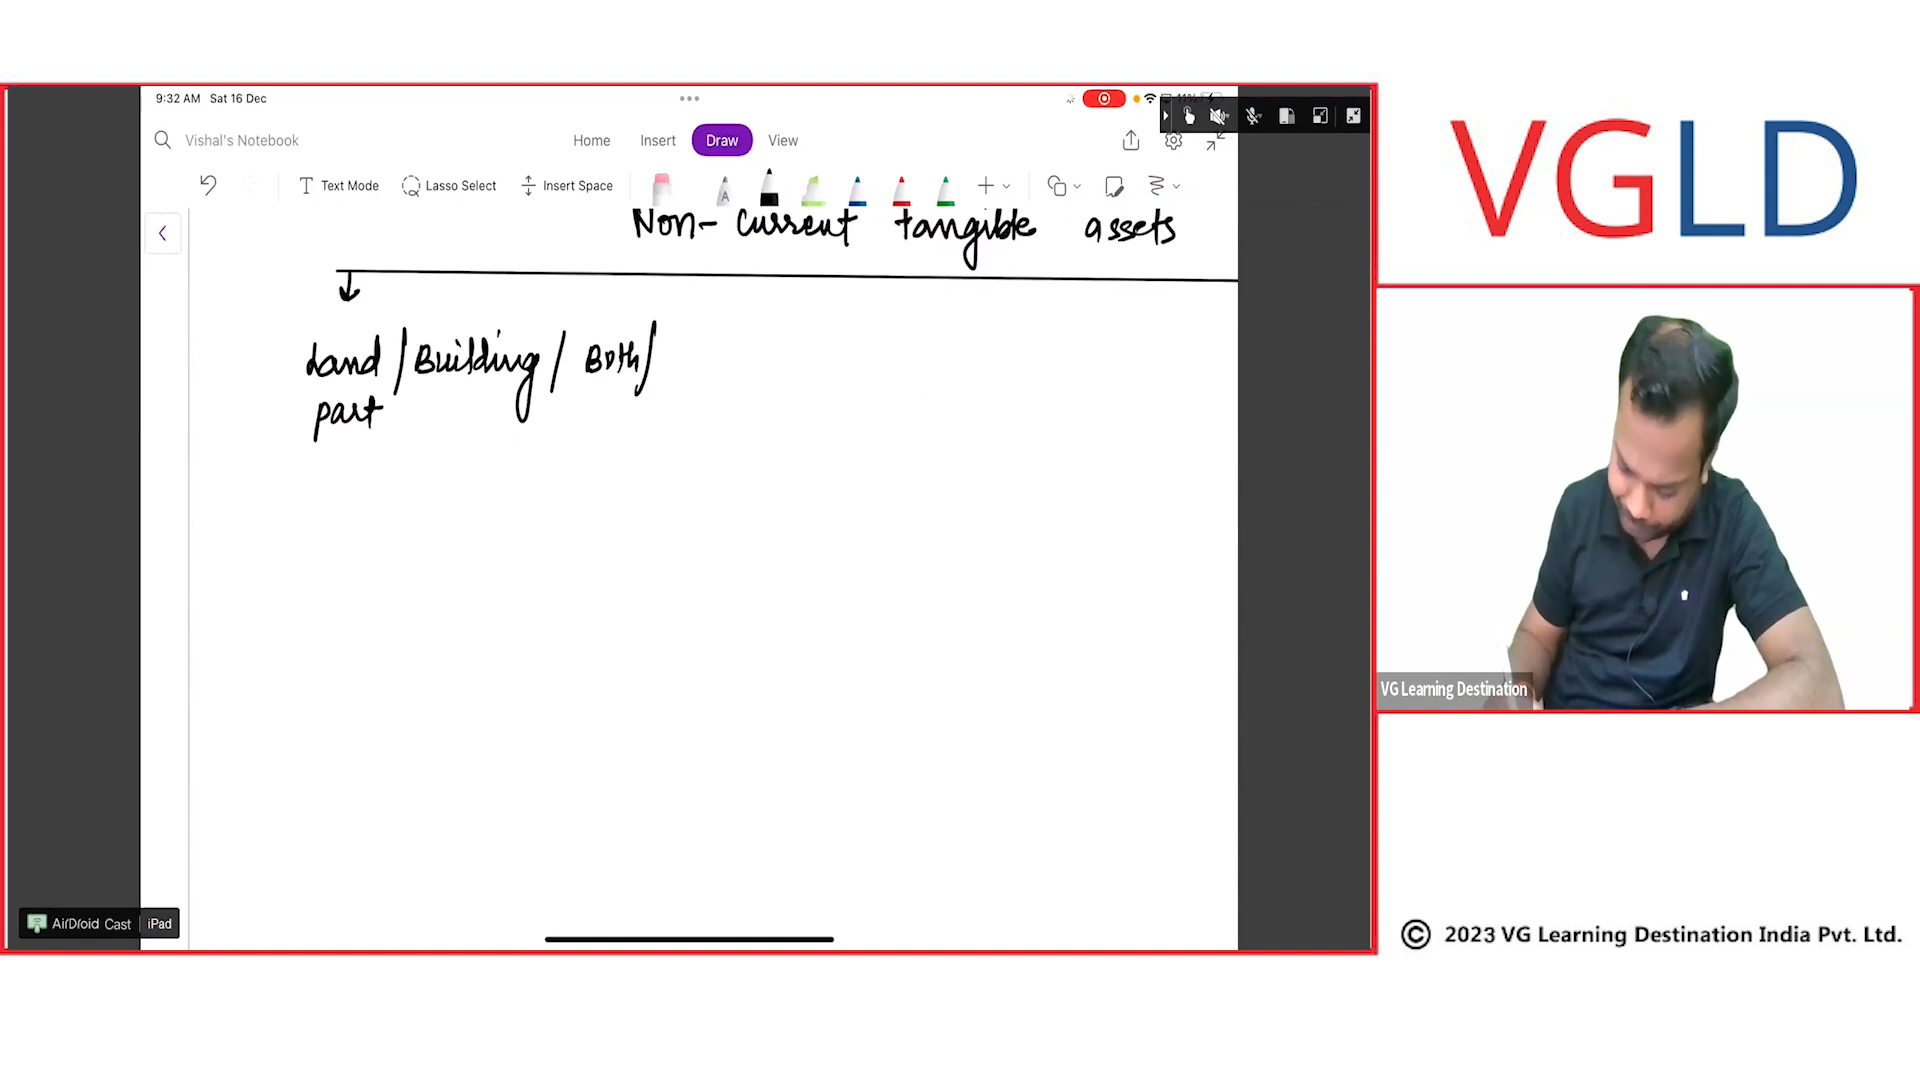 9:32 AM Sat 16 Dec
11%
Vishal's Notebook
Home Insert Draw View
Text Mode Lasso Select Insert Space
A
Non-Current tangible assets
Land / Building / Both /
part
VGLD
VG Learning Destination
AirDroid Cast iPad
© 2023 VG Learning Destination India Pvt. Ltd.